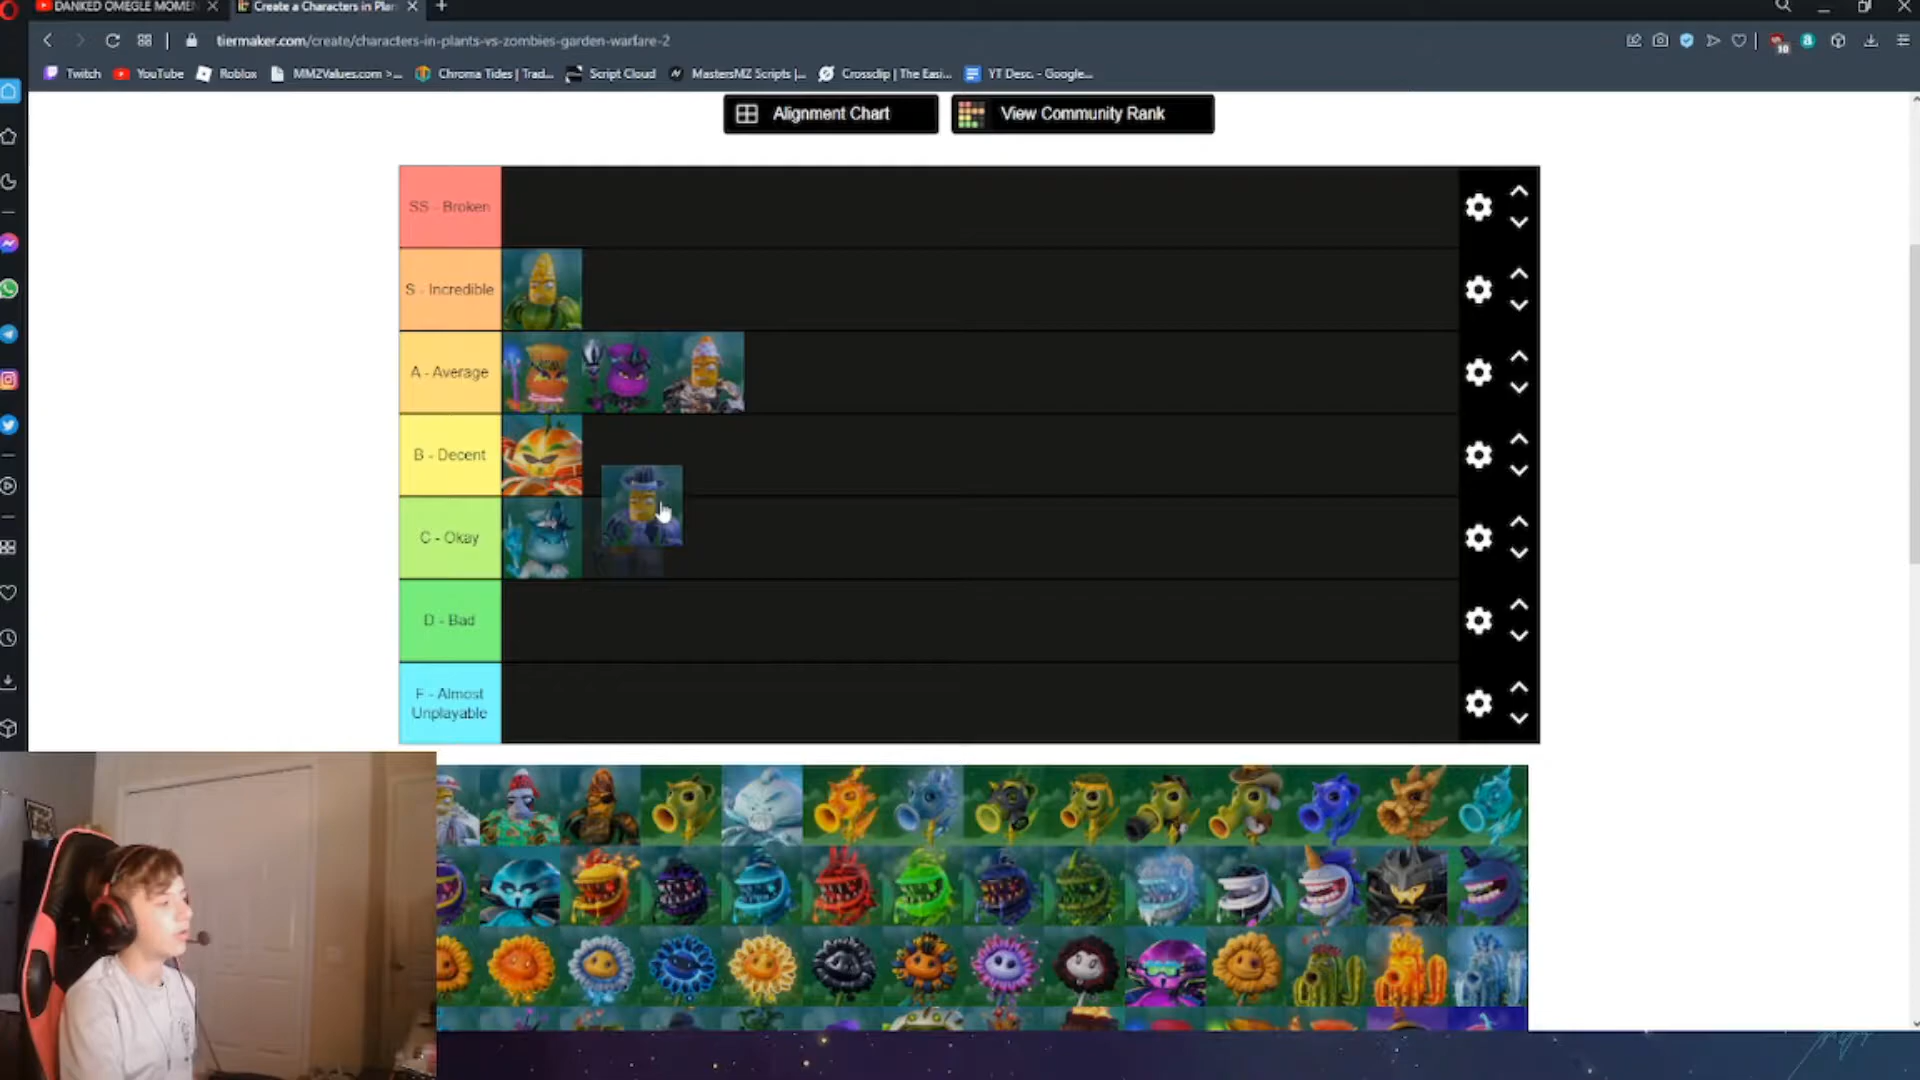 DANKED OMEGLE MOMEN
Create a Characters in Plan
tiermaker.com/create/characters-in-plants-vs-zombies-garden-warfare-2
10
Twitch
YouTube
Roblox
MM2Values.com >...
Chroma Tides | Trad...
Script Cloud
MastersMZ Scripts |...
Crossclip | The Easi...
YT Desc. - Google...
Alignment Chart
View Community Rank
SS - Broken
S - Incredible
A - Average
B - Decent
C - Okay
D - Bad
F - Almost
Unplayable